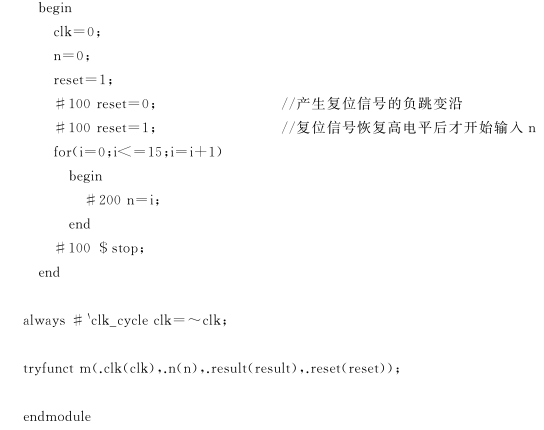 begin
clk=0;
n=0;
reset=1;
#100 reset=0; //产生复位信号的负跳变沿
#100 reset=1; //复位信号恢复高电平后才开始输入 n
for(i=0;i<=15;i=i+1)
begin
#200 n=i;
end
#100 $stop;
end
always #`clk_cycle clk=~clk;
tryfunct m(.clk(clk),.n(n),.result(result),.reset(reset));
endmodule